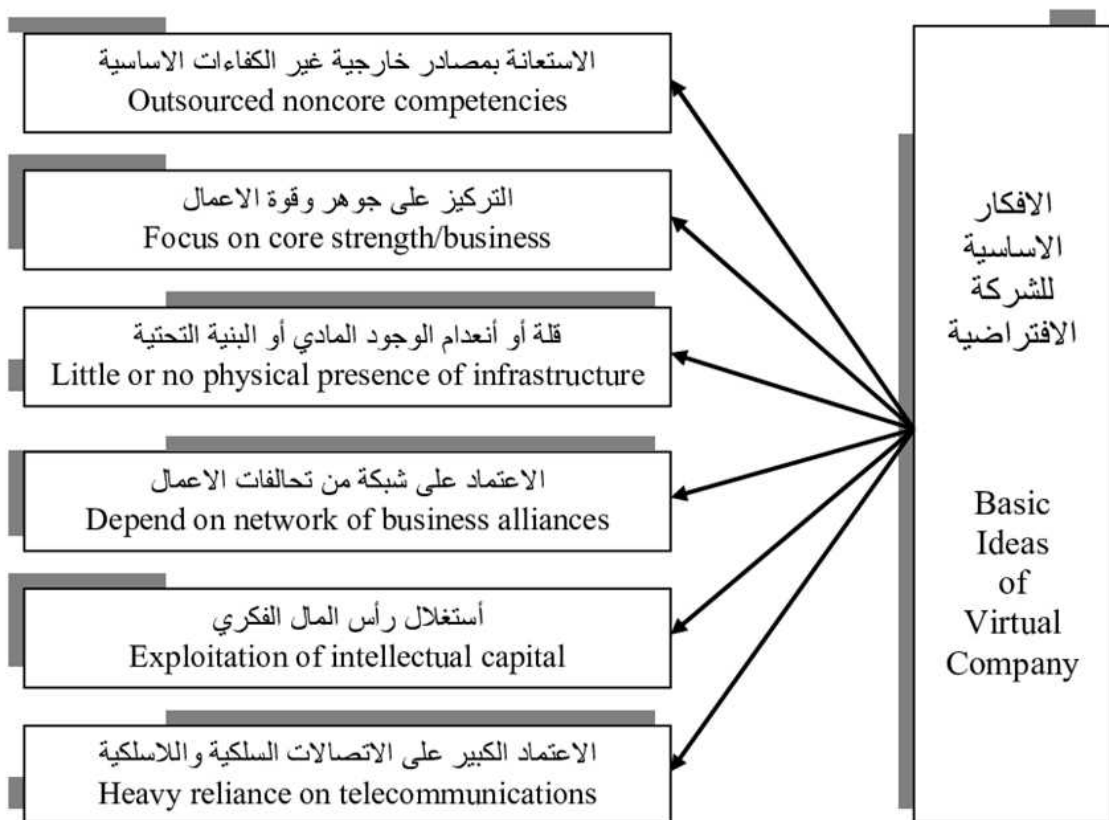 الاستعانة بمصادر خارجية غير الكفاءات الاساسية
Outsourced noncore competencies
التركيز على جوهر وقوة الاعمال
Focus on core strength/business
قلة أو أنعدام الوجود المادي أو البنية التحتية
Little or no physical presence of infrastructure
الاعتماد على شبكة من تحالفات الاعمال
Depend on network of business alliances
أستغلال رأس المال الفكري
Exploitation of intellectual capital
الاعتماد الكبير على الاتصالات السلكية واللاسلكية
Heavy reliance on telecommunications
الافكار
الاساسية
للشركة
الافتراضية
Basic
Ideas
of
Virtual
Company